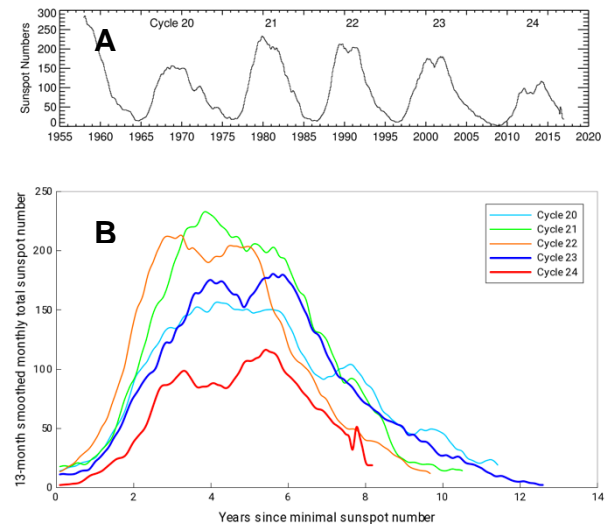 A
Cycle 20 21 22 23 24
Sunspot Numbers
300
250
200
150
100
50
0
1955 1960 1965 1970 1975 1980 1985 1990 1995 2000 2005 2010 2015 2020
B
13-month smoothed monthly total sunspot number
250
200
150
100
50
0
Cycle 20
Cycle 21
Cycle 22
Cycle 23
Cycle 24
0 2 4 6 8 10 12 14
Years since minimal sunspot number